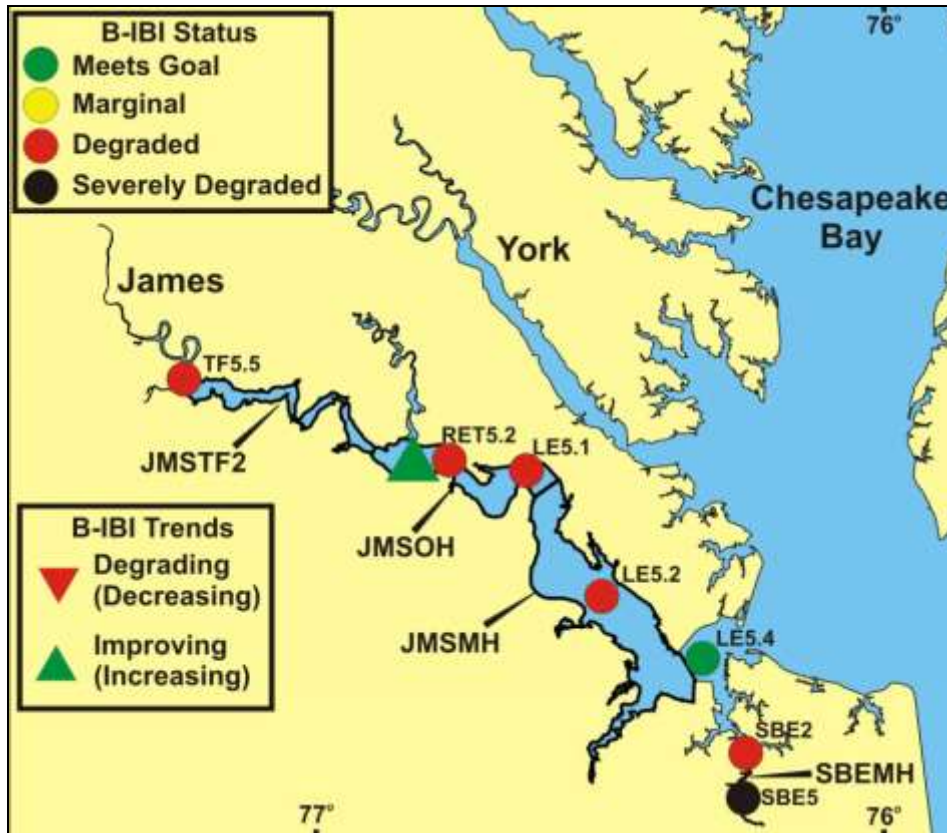 B-IBI Status
Meets Goal
Marginal
Degraded
Severely Degraded
76°
Chesapeake
Bay
York
James
TF5.5
JMSTF2
RET5.2
LE5.1
JMSOH
B-IBI Trends
Degrading
(Decreasing)
Improving
(Increasing)
LE5.2
JMSMH
LE5.4
SBE2
SBEMH
SBE5
77°
76°